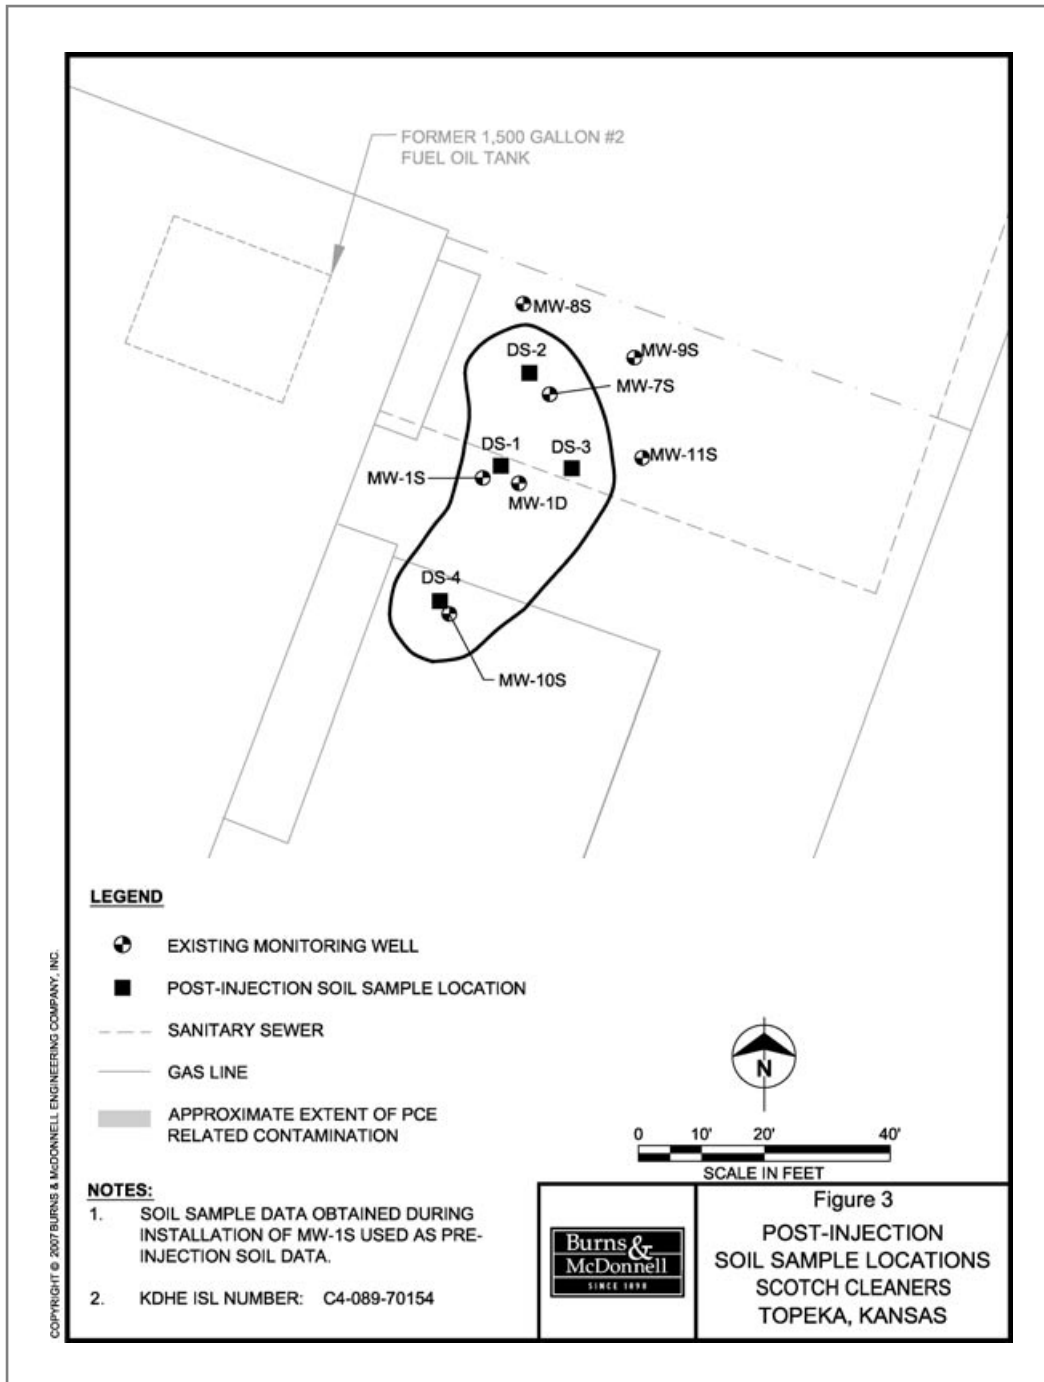 FORMER 1,500 GALLON #2
FUEL OIL TANK
MW-8S
DS-2
MW-9S
MW-7S
DS-1
DS-3
MW-11S
MW-1S
MW-1D
DS-4
MW-10S
LEGEND
EXISTING MONITORING WELL
POST-INJECTION SOIL SAMPLE LOCATION
SANITARY SEWER
GAS LINE
APPROXIMATE EXTENT OF PCE
RELATED CONTAMINATION
N
0 10' 20' 40'
SCALE IN FEET
NOTES:
1. SOIL SAMPLE DATA OBTAINED DURING
INSTALLATION OF MW-1S USED AS PRE-
INJECTION SOIL DATA.
2. KDHE ISL NUMBER: C4-089-70154
Burns &
McDonnell
SINCE 1898
Figure 3
POST-INJECTION
SOIL SAMPLE LOCATIONS
SCOTCH CLEANERS
TOPEKA, KANSAS
COPYRIGHT © 2007 BURNS & McDONNELL ENGINEERING COMPANY, INC.